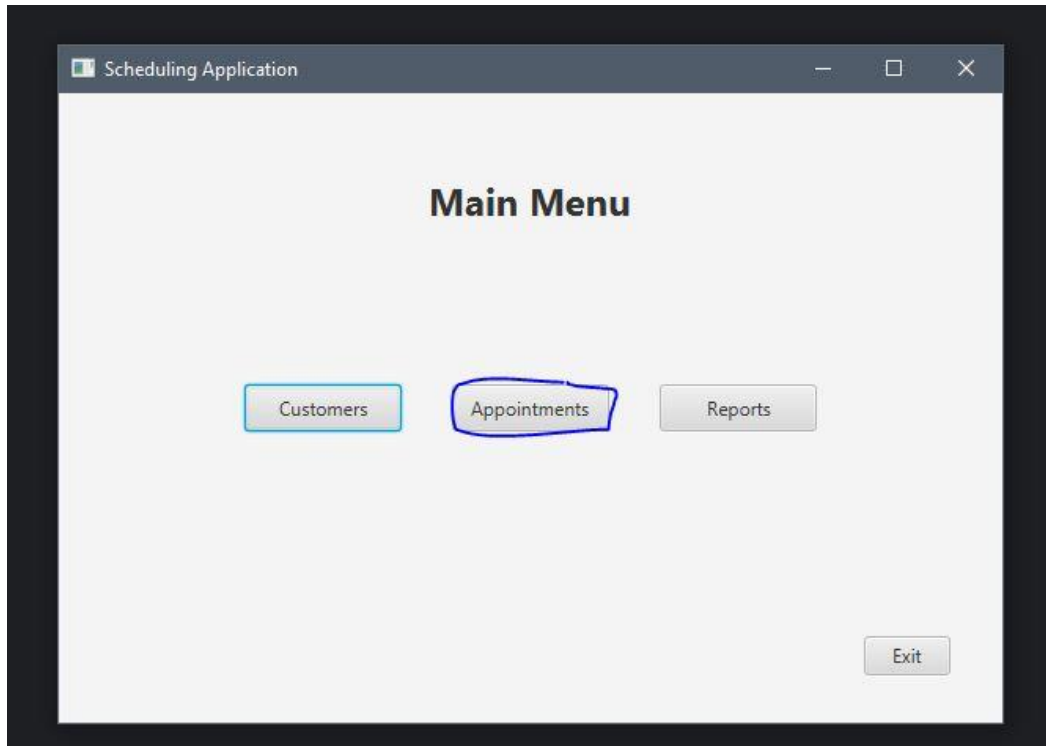 Scheduling Application
Main Menu
Customers Appointments Reports
Exit